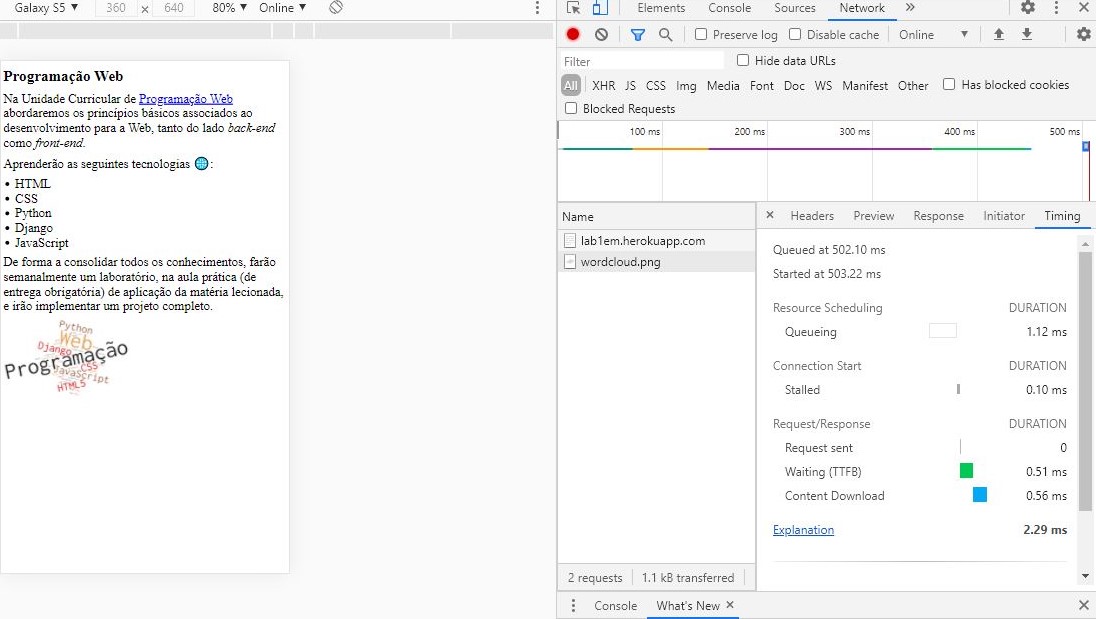 Galaxy S5 ▼ 360 × 640 80% ▼ Online ▼
Programação Web
Na Unidade Curricular de Programação Web
abordaremos os princípios básicos associados ao
desenvolvimento para a Web, tanto do lado back-end
como front-end.
Aprenderão as seguintes tecnologias 🌐:
• HTML
• CSS
• Python
• Django
• JavaScript
De forma a consolidar todos os conhecimentos, farão
semanalmente um laboratório, na aula prática (de
entrega obrigatória) de aplicação da matéria lecionada,
e irão implementar um projeto completo.
Python
Web
Django
Programação
CSS
JavaScript
HTML5
Elements Console Sources Network »
Preserve log Disable cache Online ▼
Filter Hide data URLs
All XHR JS CSS Img Media Font Doc WS Manifest Other Has blocked cookies
Blocked Requests
100 ms 200 ms 300 ms 400 ms 500 ms
Name
lab1em.herokuapp.com
wordcloud.png
2 requests 1.1 kB transferred
× Headers Preview Response Initiator Timing
Queued at 502.10 ms
Started at 503.22 ms
Resource Scheduling DURATION
Queueing 1.12 ms
Connection Start DURATION
Stalled 0.10 ms
Request/Response DURATION
Request sent 0
Waiting (TTFB) 0.51 ms
Content Download 0.56 ms
Explanation 2.29 ms
Console What's New ×